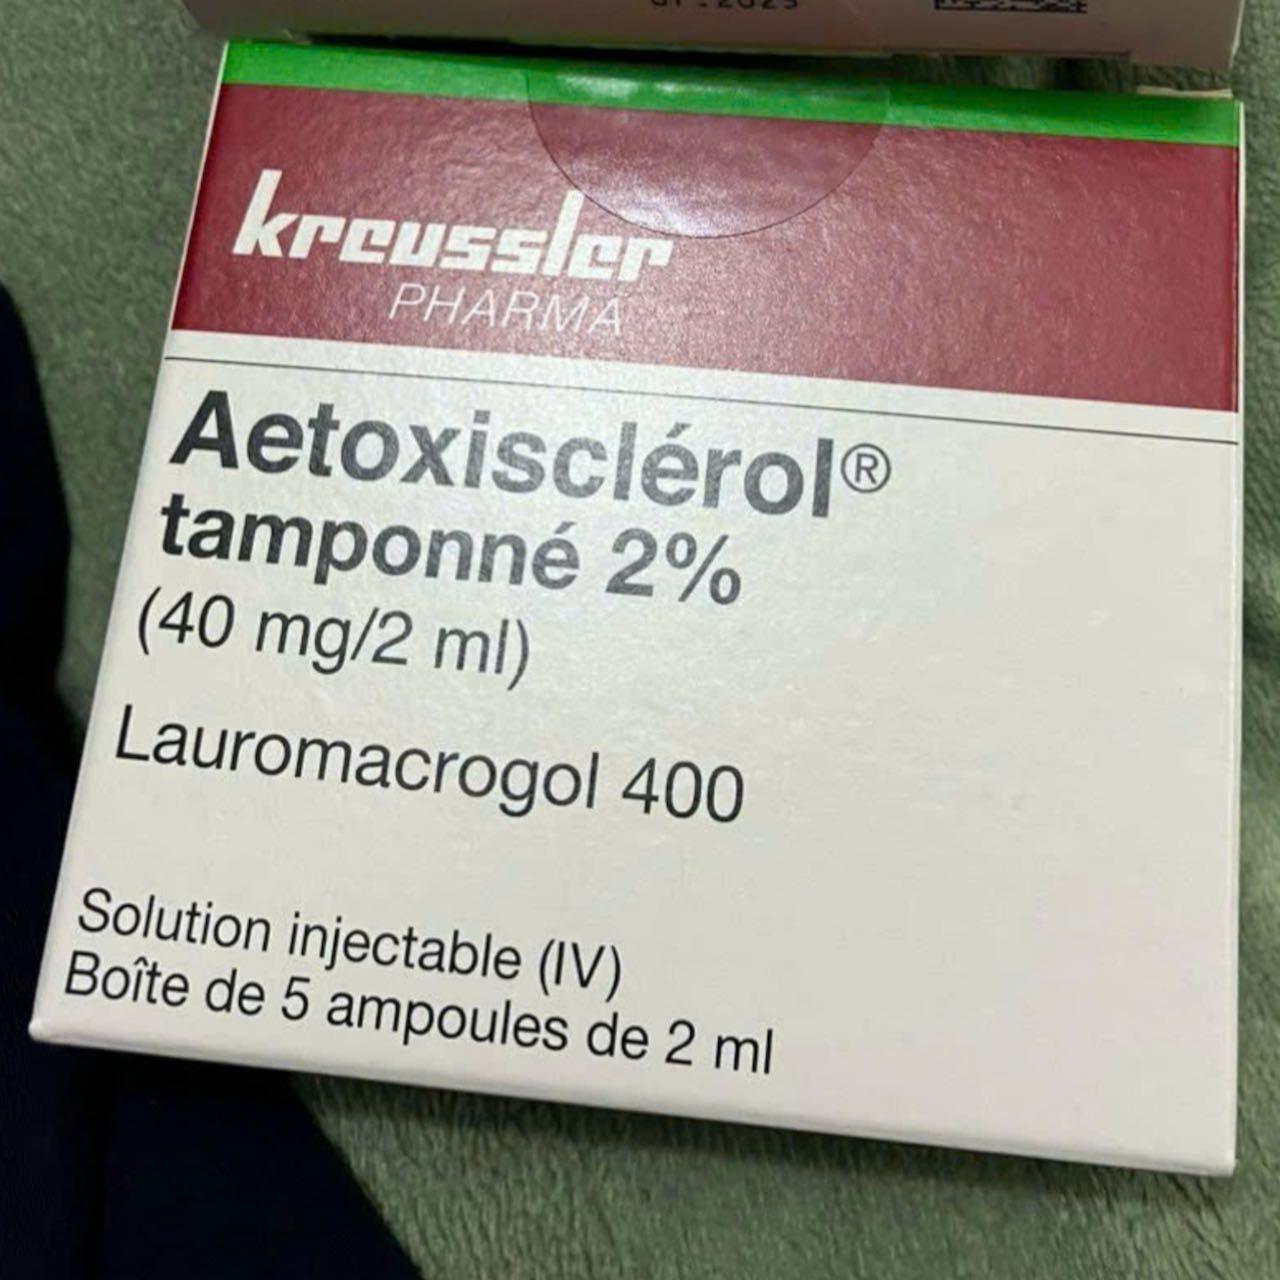 kreussler
PHARMA
Aetoxisclérol®
tamponné 2%
(40 mg/2 ml)
Lauromacrogol 400
Solution injectable (IV)
Boîte de 5 ampoules de 2 ml